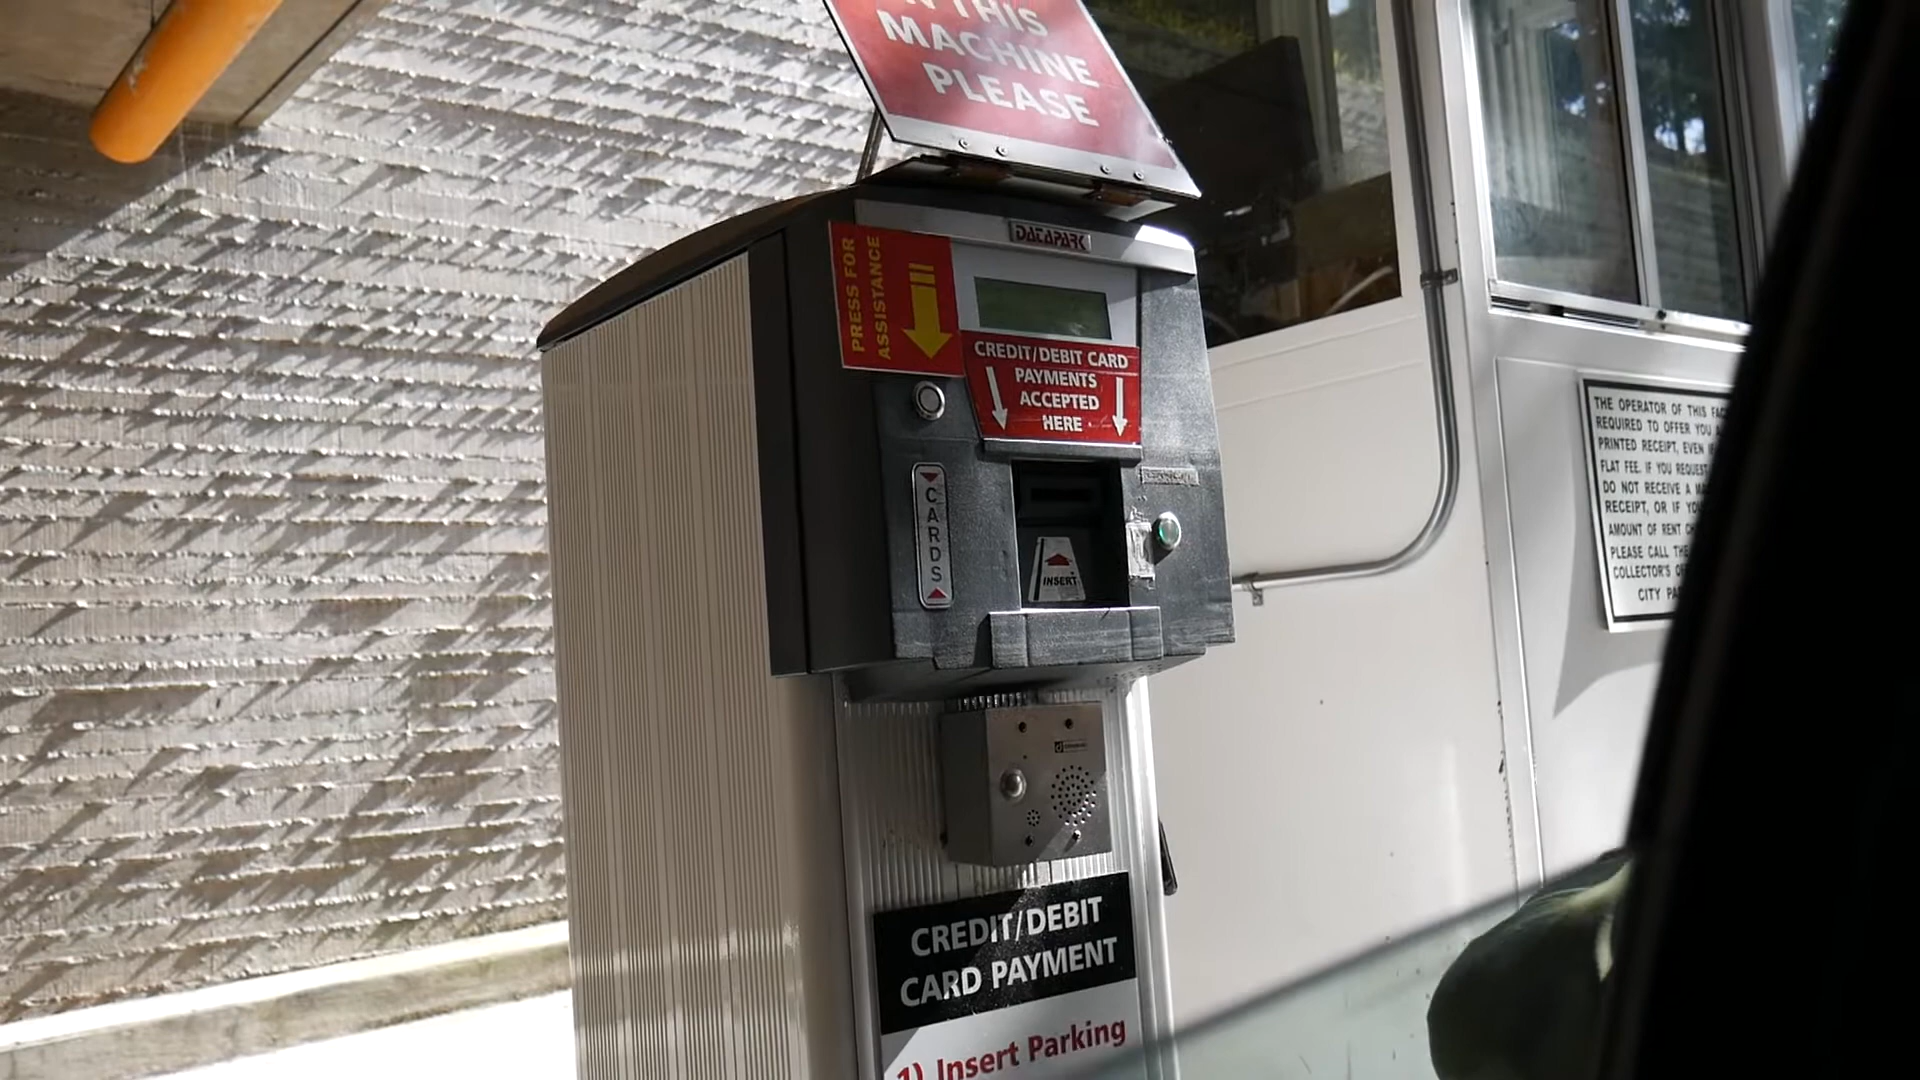 THIS
MACHINE
PLEASE
DATAPARK
PRESS FOR
ASSISTANCE
CREDIT/DEBIT CARD
PAYMENTS
ACCEPTED
HERE
CARDS
INSERT
CREDIT/DEBIT
CARD PAYMENT
1) Insert Parking
THE OPERATOR OF THIS
REQUIRED TO OFFER YOU A
PRINTED RECEIPT, EVEN
FLAT FEE. IF YOU REQUEST
DO NOT RECEIVE A
RECEIPT, OR IF
AMOUNT OF RENT
PLEASE CALL THE
COLLECTOR'S
CITY